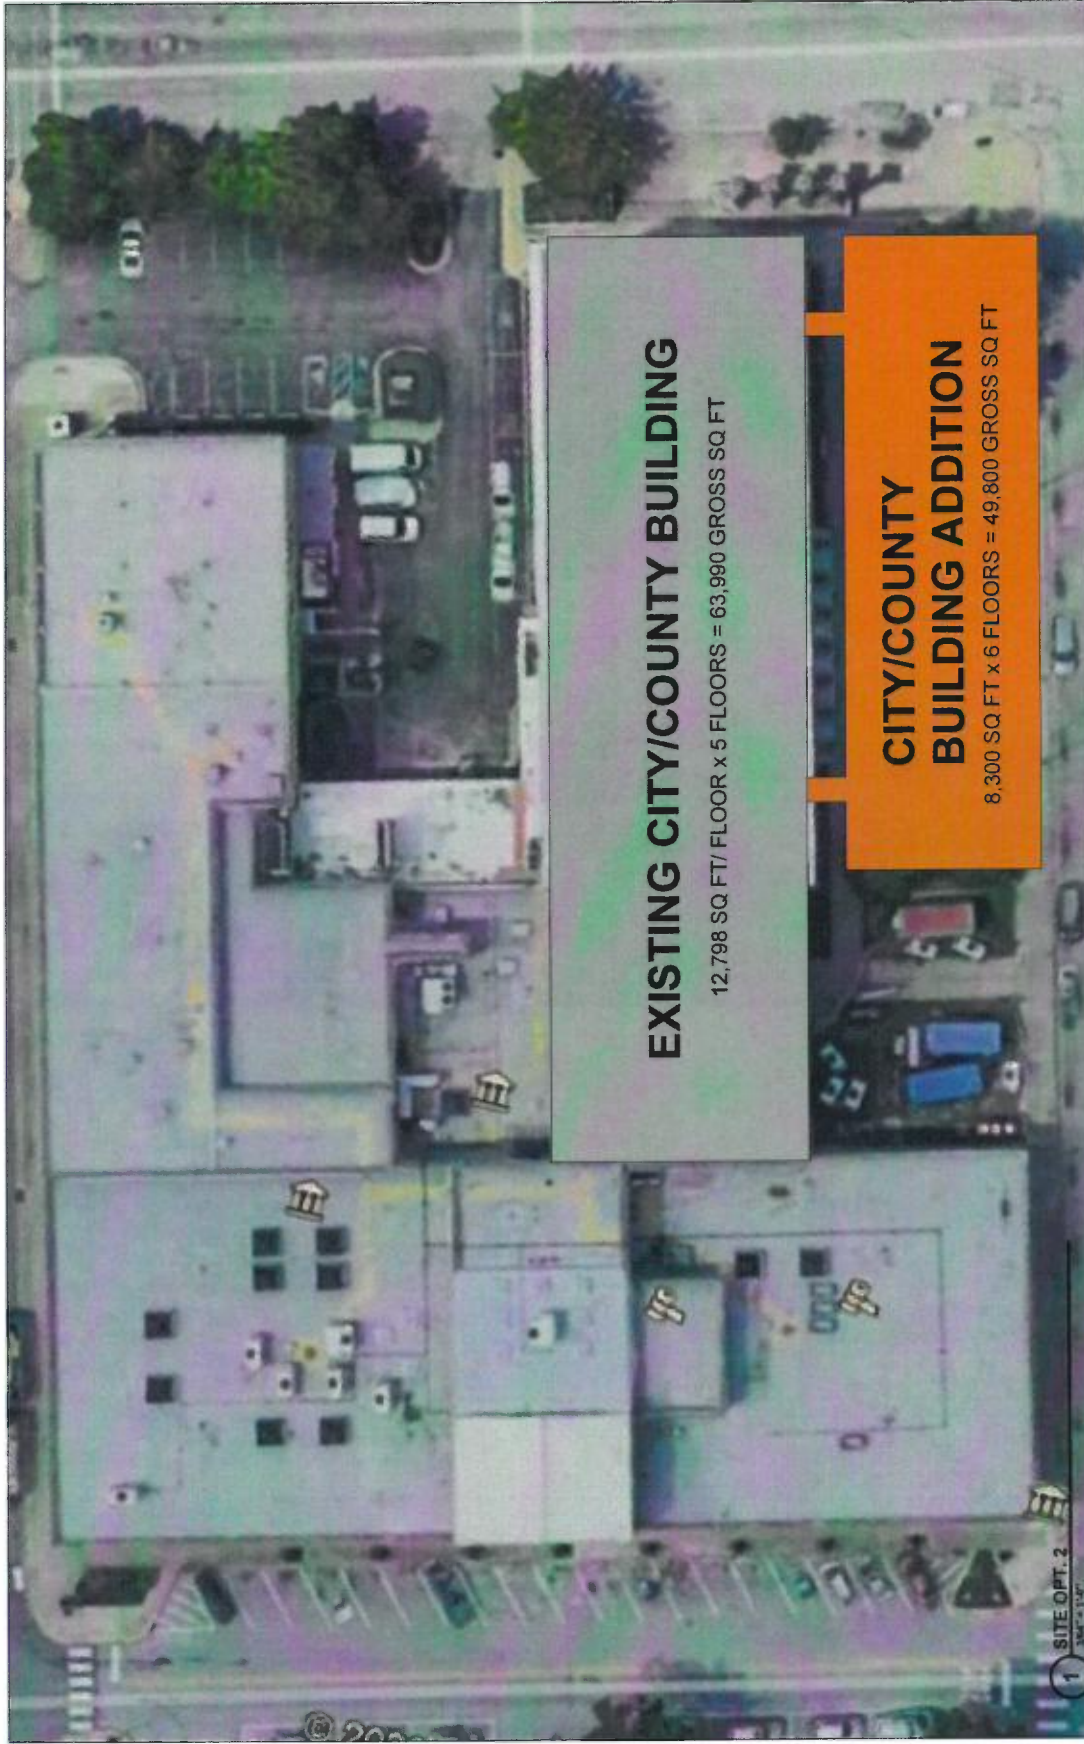 EXISTING CITY/COUNTY BUILDING
12,798 SQ FT/ FLOOR x 5 FLOORS = 63,990 GROSS SQ FT
CITY/COUNTY
BUILDING ADDITION
8,300 SQ FT x 6 FLOORS = 49,800 GROSS SQ FT
1 SITE OPT. 2
©